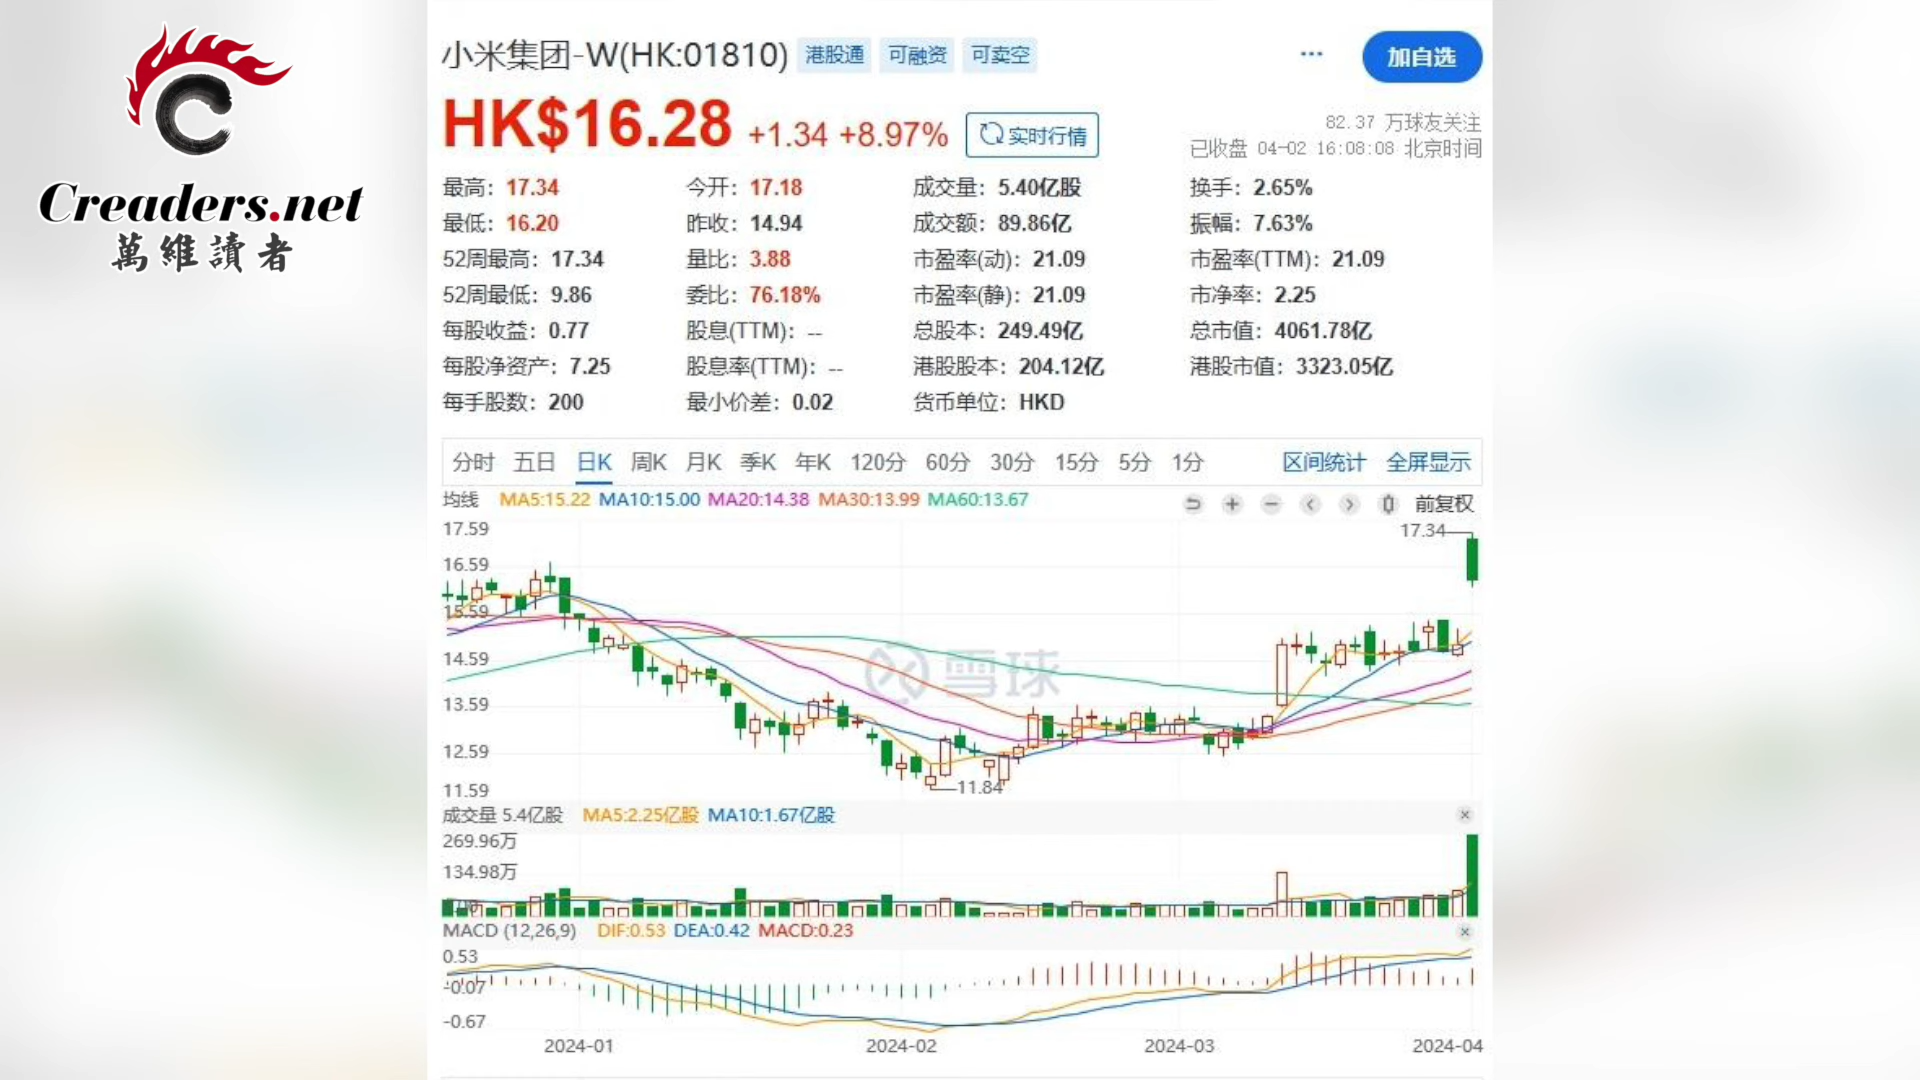 Creaders.net
萬維讀者
小米集团-W(HK:01810) 港股通 可融资 可卖空 ··· 加自选
HK$16.28 +1.34 +8.97% 实时行情
82.37 万球友关注
已收盘 04-02 16:08:08 北京时间
最高：17.34 今开：17.18 成交量：5.40亿股 换手：2.65%
最低：16.20 昨收：14.94 成交额：89.86亿 振幅：7.63%
52周最高：17.34 量比：3.88 市盈率(动)：21.09 市盈率(TTM)：21.09
52周最低：9.86 委比：76.18% 市盈率(静)：21.09 市净率：2.25
每股收益：0.77 股息(TTM)：-- 总股本：249.49亿 总市值：4061.78亿
每股净资产：7.25 股息率(TTM)：-- 港股股本：204.12亿 港股市值：3323.05亿
每手股数：200 最小价差：0.02 货币单位：HKD
分时 五日 日K 周K 月K 季K 年K 120分 60分 30分 15分 5分 1分 区间统计 全屏显示
均线 MA5:15.22 MA10:15.00 MA20:14.38 MA30:13.99 MA60:13.67 前复权
17.59
17.34
16.59
15.59
14.59
雪球
13.59
12.59
11.59
11.84
成交量 5.4亿股 MA5:2.25亿股 MA10:1.67亿股
269.96万
134.98万
MACD (12,26,9) DIF:0.53 DEA:0.42 MACD:0.23
0.53
-0.07
-0.67
2024-01 2024-02 2024-03 2024-04